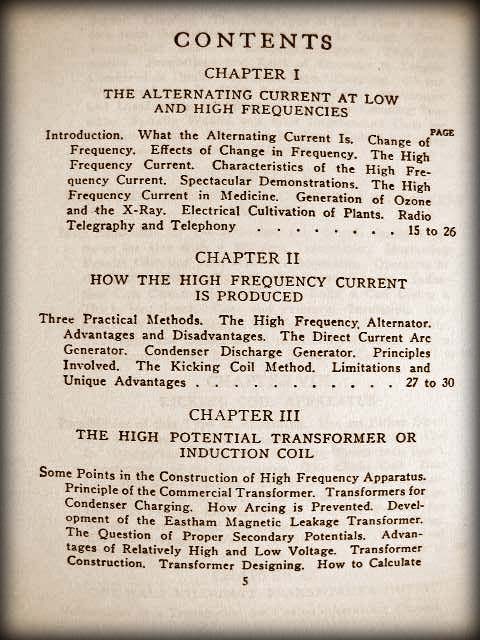 CONTENTS
CHAPTER I
THE ALTERNATING CURRENT AT LOW
AND HIGH FREQUENCIES
PAGE
Introduction. What the Alternating Current Is. Change of
Frequency. Effects of Change in Frequency. The High
Frequency Current. Characteristics of the High Fre-
quency Current. Spectacular Demonstrations. The High
Frequency Current in Medicine. Generation of Ozone
and the X-Ray. Electrical Cultivation of Plants. Radio
Telegraphy and Telephony . . . . . . . . 15 to 26
CHAPTER II
HOW THE HIGH FREQUENCY CURRENT
IS PRODUCED
Three Practical Methods. The High Frequency Alternator.
Advantages and Disadvantages. The Direct Current Arc
Generator. Condenser Discharge Generator. Principles
Involved. The Kicking Coil Method. Limitations and
Unique Advantages . . . . . . . . . . . 27 to 30
CHAPTER III
THE HIGH POTENTIAL TRANSFORMER OR
INDUCTION COIL
Some Points in the Construction of High Frequency Apparatus.
Principle of the Commercial Transformer. Transformers for
Condenser Charging. How Arcing is Prevented. Devel-
opment of the Eastham Magnetic Leakage Transformer.
The Question of Proper Secondary Potentials. Advan-
tages of Relatively High and Low Voltage. Transformer
Construction. Transformer Designing. How to Calculate
5